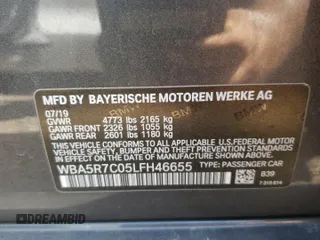 MFD BY BAYERISCHE MOTOREN WERKE AG
07/19
GVWR 4773 lbs 2165 kg
GAWR FRONT 2326 lbs 1055 kg
GAWR REAR 2601 lbs 1180 kg
THIS VEHICLE CONFORMS TO ALL APPLICABLE U.S. FEDERAL MOTOR
VEHICLE SAFETY, BUMPER, AND THEFT PREVENTION STANDARDS IN
EFFECT ON THE DATE OF MANUFACTURE SHOWN ABOVE.
WBA5R7C05LFH46655 TYPE: PASSENGER CAR
B39
AUTOBIDMASTER